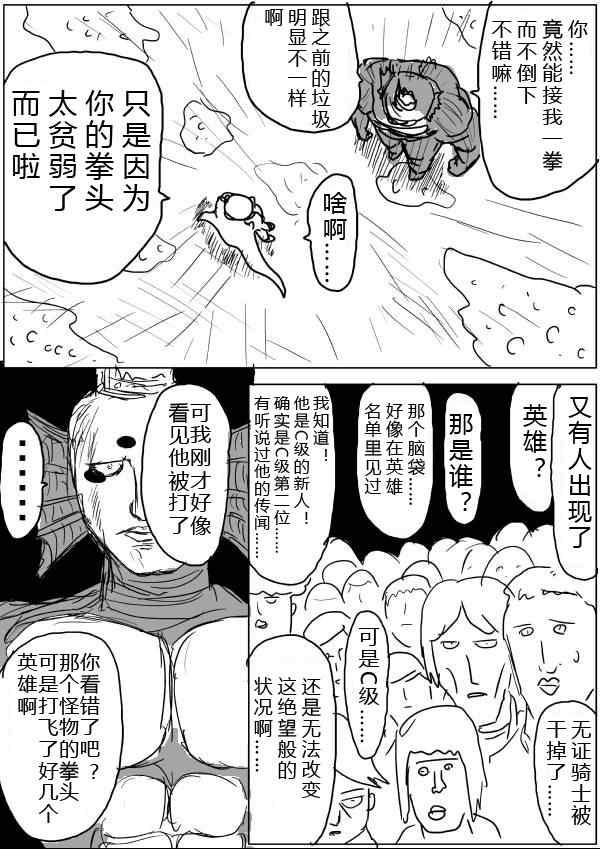 你……
竟然能接我一拳
而不倒下
不错嘛……
跟之前的垃圾
明显不一样
啊
啥啊……
只是因为
你的拳头
太贫弱了
而已啦
又有人出现了
英雄？
那是谁？
那个脑袋……
好像在英雄
名单里见过
我知道！
他是C级的新人！
确实是C级第二位……
有听说过他的传闻……
无证骑士被
干掉了……
可是C级……
还是无法改变
这绝望般的
状况啊……
可我刚才好像
看见他被打了
……
你看错了吧？
那个怪物的拳头
可是打飞了好几个
英雄啊